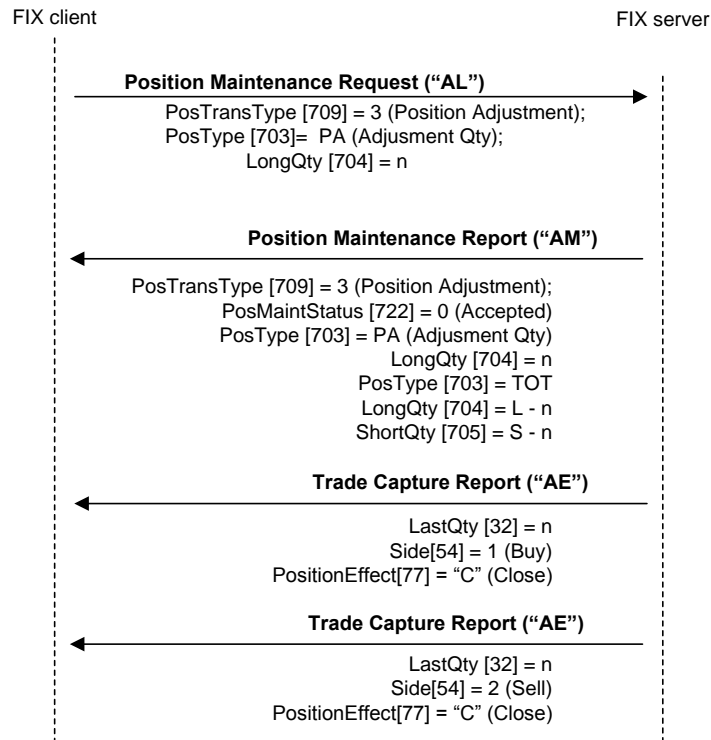 FIX client
FIX server
Position Maintenance Request (“AL”)
PosTransType [709] = 3 (Position Adjustment);
PosType [703]=  PA (Adjusment Qty);
LongQty [704] = n
Position Maintenance Report (“AM”)
PosTransType [709] = 3 (Position Adjustment);
PosMaintStatus [722] = 0 (Accepted)
PosType [703] = PA (Adjusment Qty)
LongQty [704] = n
PosType [703] = TOT
LongQty [704] = L - n
ShortQty [705] = S - n
Trade Capture Report (“AE”)
LastQty [32] = n
Side[54] = 1 (Buy)
PositionEffect[77] = “C” (Close)
Trade Capture Report (“AE”)
LastQty [32] = n
Side[54] = 2 (Sell)
PositionEffect[77] = “C” (Close)